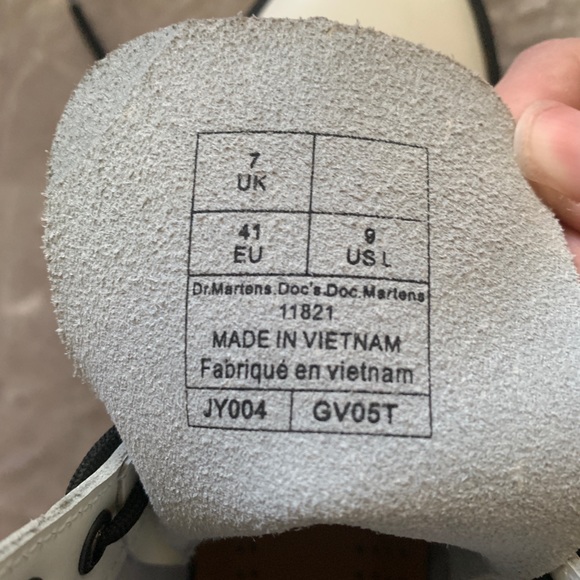 7
UK
41
EU
9
US L
Dr.Martens.Doc's.Doc.Martens
11821
MADE IN VIETNAM
Fabriqué en vietnam
JY004
GV05T